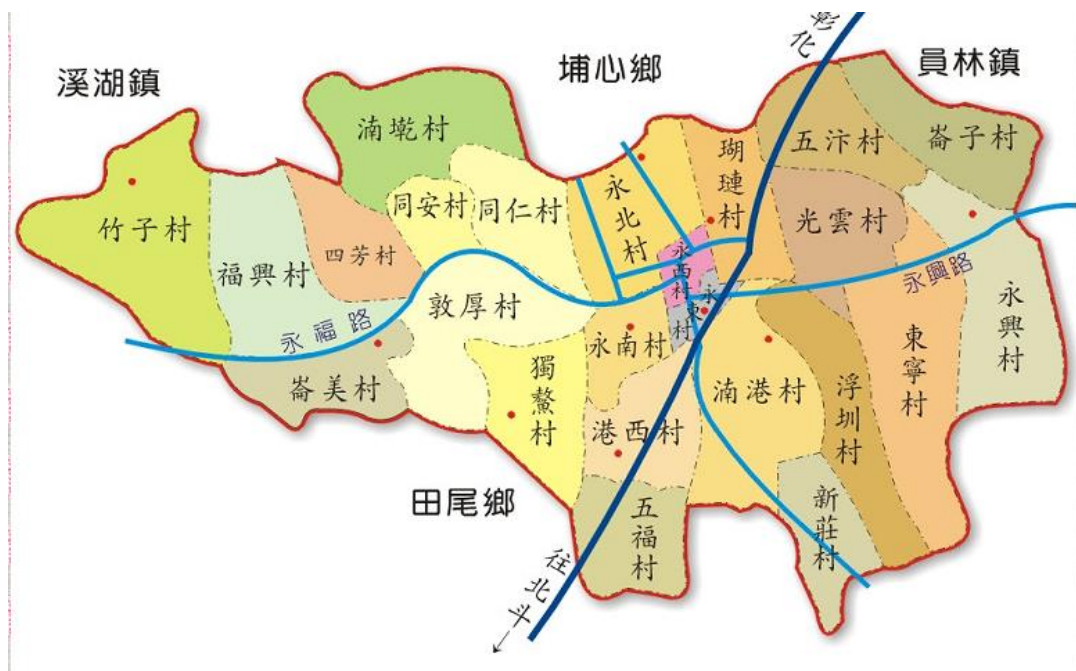 彰化
溪湖鎮
埔心鄉
員林鎮
湳墘村
五汴村
崙子村
瑚璉村
竹子村
福興村
四芳村
同安村
同仁村
永北村
光雲村
永西村
永東村
永興路
永興村
敦厚村
永福路
崙美村
獨鰲村
永南村
湳港村
浮圳村
東寧村
港西村
田尾鄉
五福村
新莊村
往北斗←